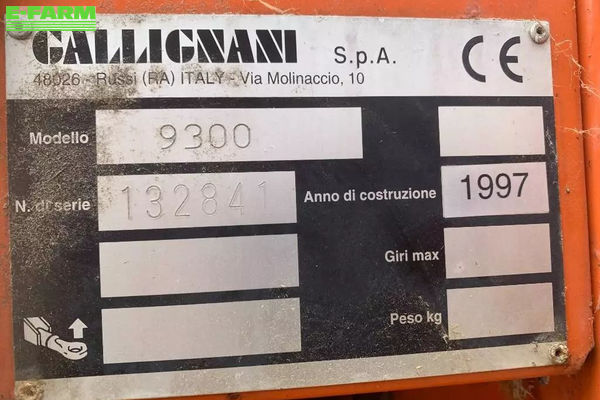 E-FARM
GALLIGNANI S.p.A. CE
48026 - Russi (RA) ITALY - Via Molinaccio, 10
Modello 9300
N. di serie 132841 Anno di costruzione 1997
Giri max
Peso kg